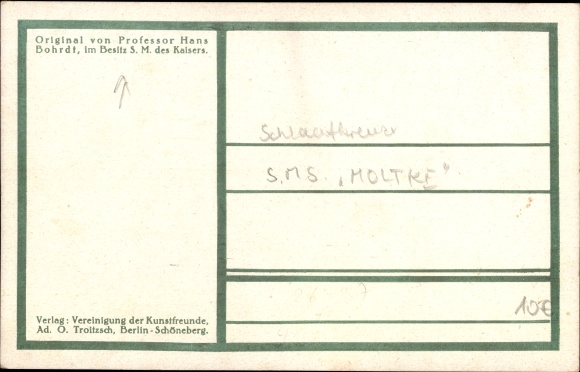 Original von Professor Hans
Bohrdt, im Besitz S. M. des Kaisers.
Schlachtkreuzer
S.M.S. „MOLTKE"
10€
Verlag: Vereinigung der Kunstfreunde,
Ad. O. Troitzsch, Berlin-Schöneberg.